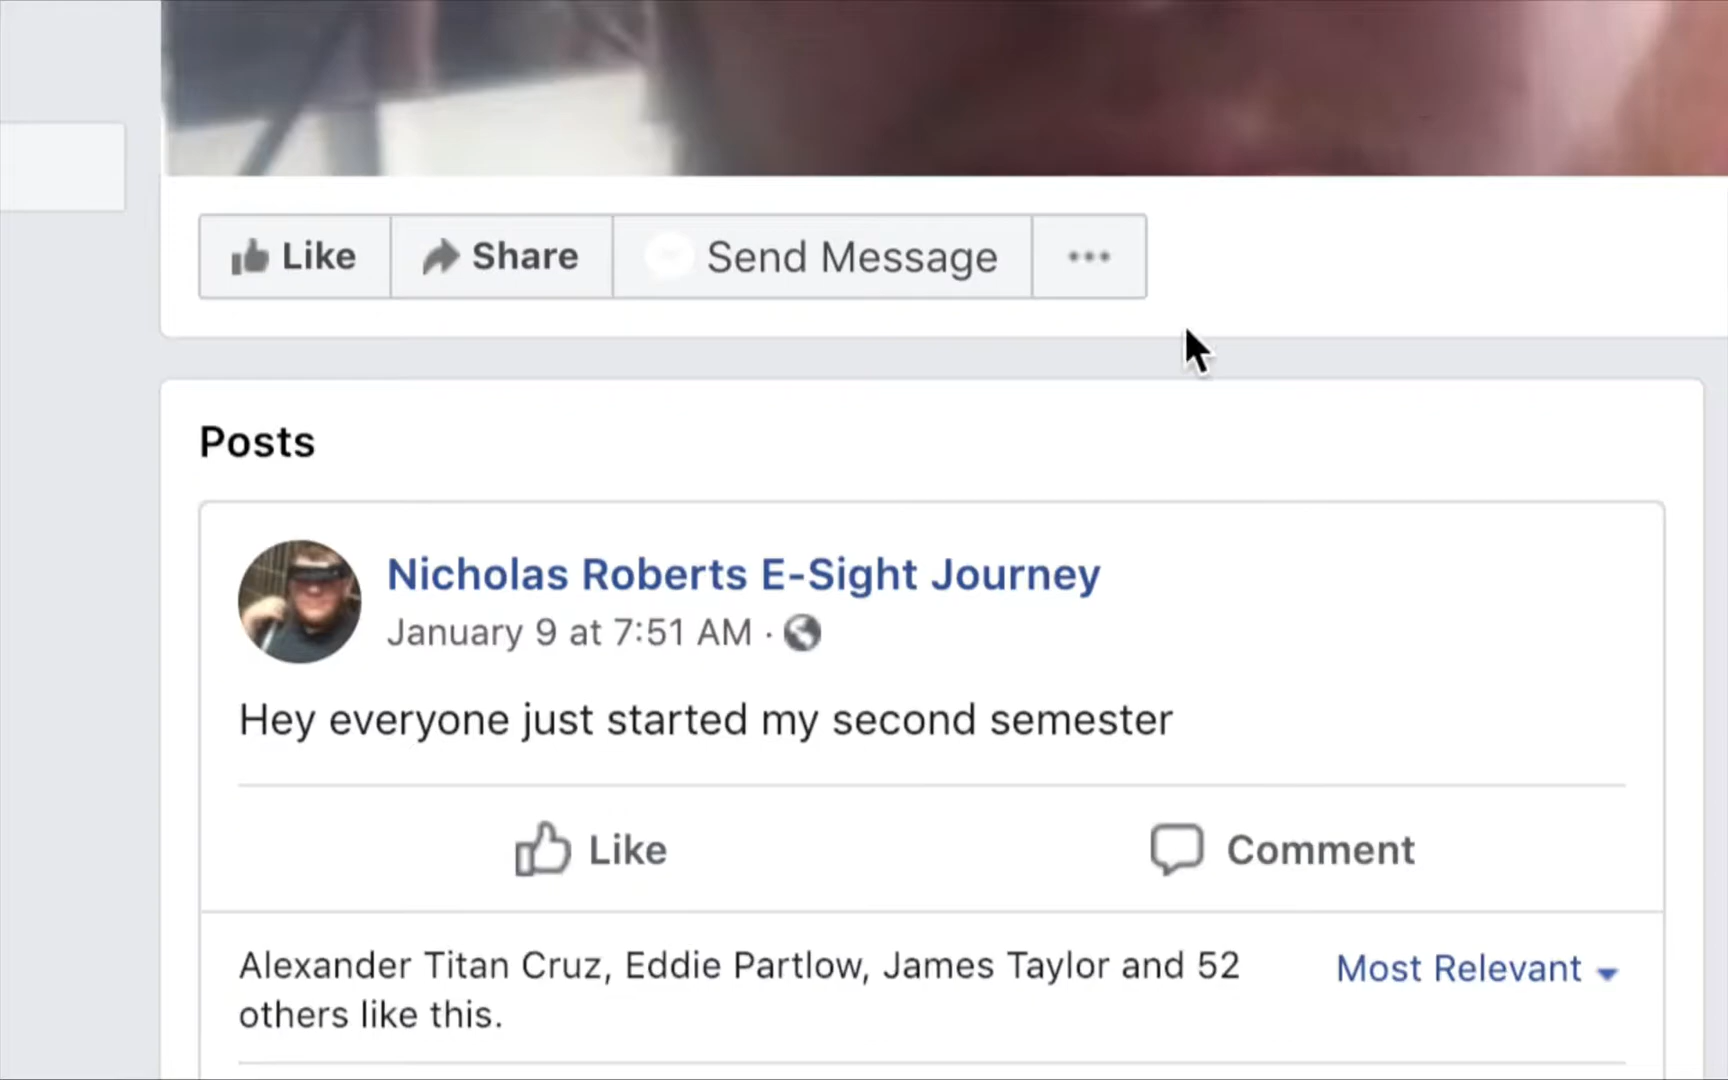 Like Share Send Message
Posts
Nicholas Roberts E-Sight Journey
January 9 at 7:51 AM ·
Hey everyone just started my second semester
Like Comment
Alexander Titan Cruz, Eddie Partlow, James Taylor and 52 Most Relevant
others like this.